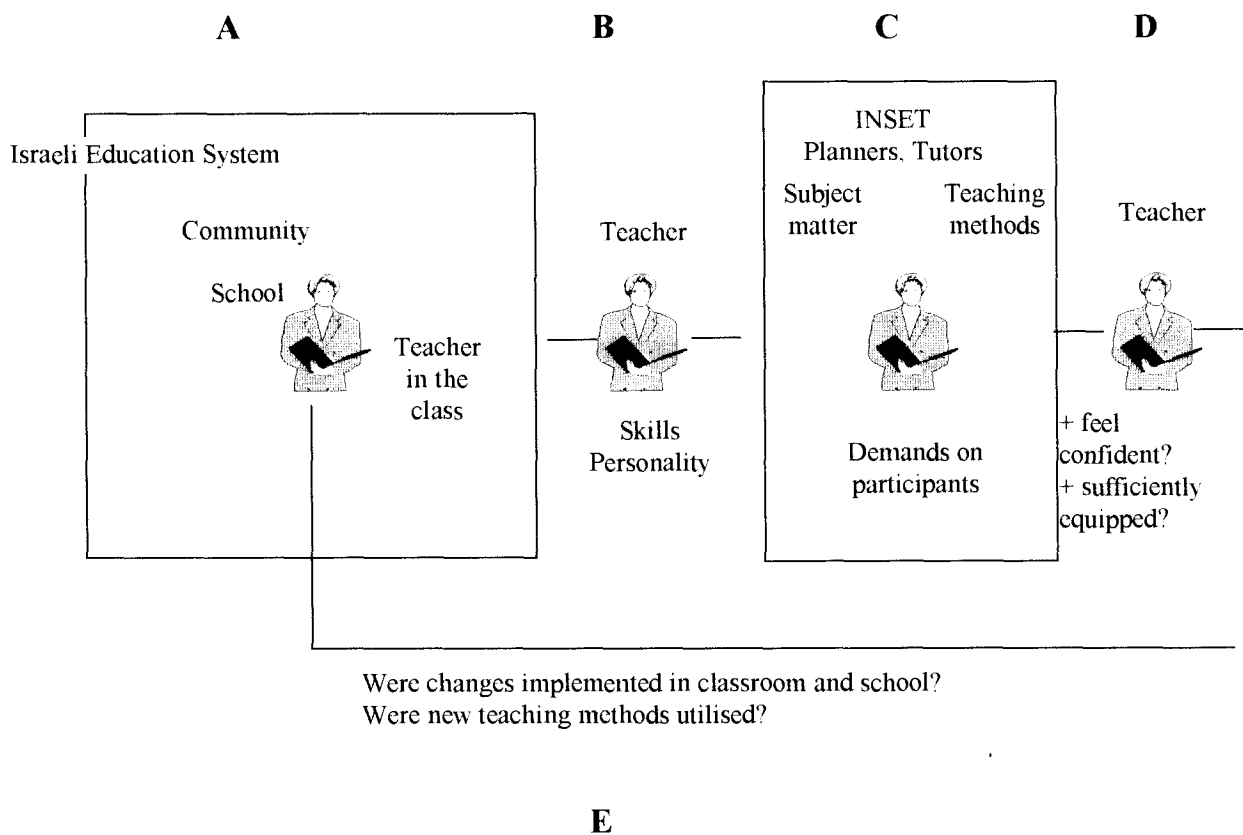 A
B
C
D
Israeli Education System
Community
School
Teacher
in the
class
Teacher
Skills
Personality
INSET
Planners, Tutors
Subject
matter
Teaching
methods
Demands on
participants
Teacher
+ feel
confident?
+ sufficiently
equipped?
Were changes implemented in classroom and school?
Were new teaching methods utilised?
E